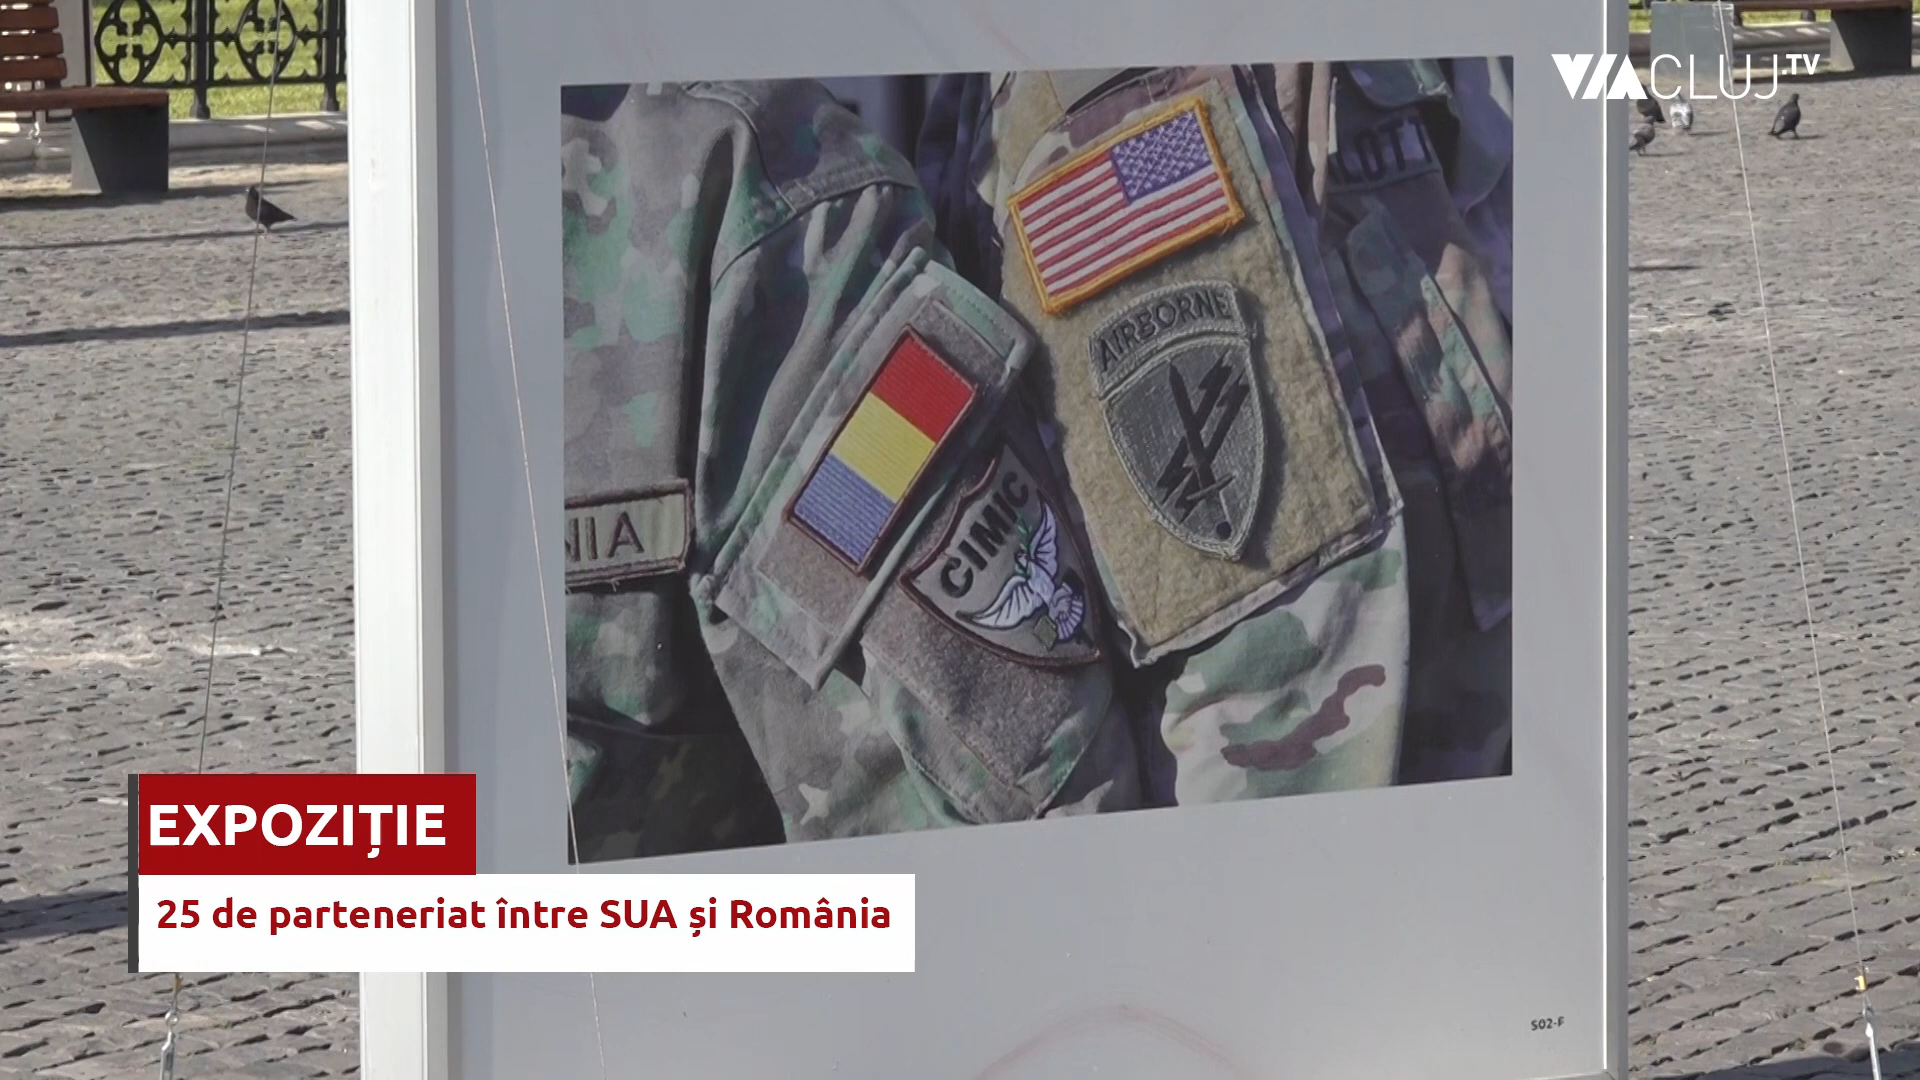 VIACLUJ.TV
AIRBORNE
CIMIC
NIA
EXPOZIȚIE
25 de parteneriat între SUA și România
S02-F